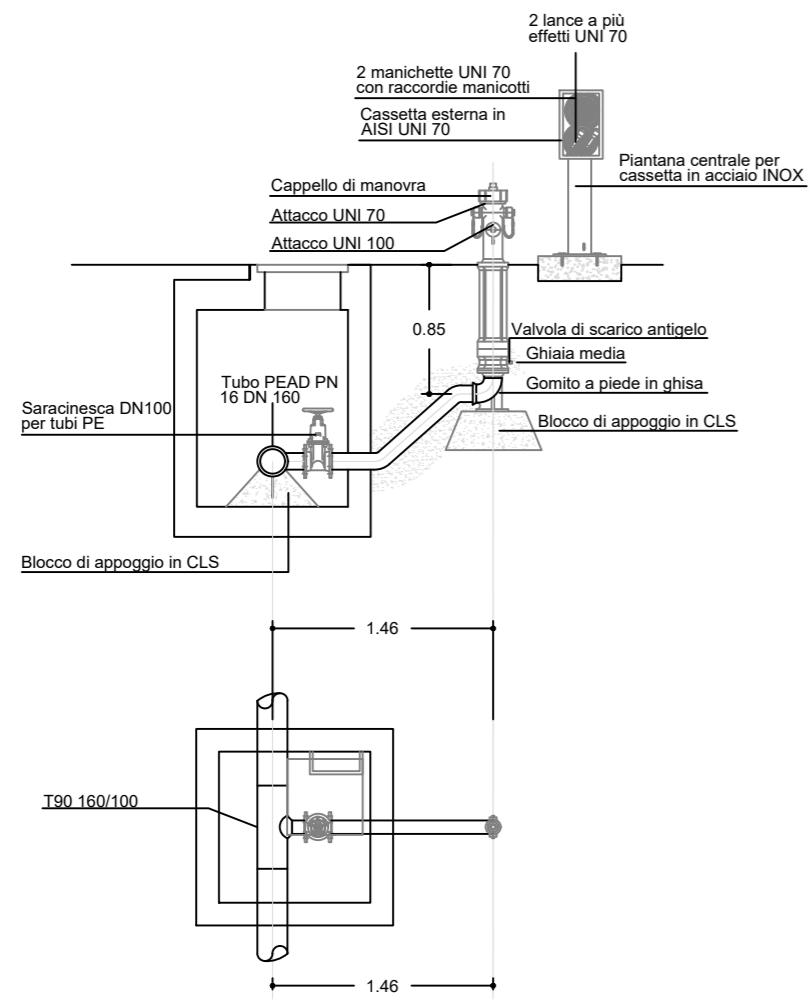 2 lance a più
effetti UNI 70
2 manichette UNI 70
con raccordie manicotti
Cassetta esterna in
AISI UNI 70
Piantana centrale per
cassetta in acciaio INOX
Cappello di manovra
Attacco UNI 70
Attacco UNI 100
0.85
Valvola di scarico antigelo
Ghiaia media
Tubo PEAD PN
16 DN 160
Gomito a piede in ghisa
Saracinesca DN100
per tubi PE
Blocco di appoggio in CLS
Blocco di appoggio in CLS
1.46
T90 160/100
1.46